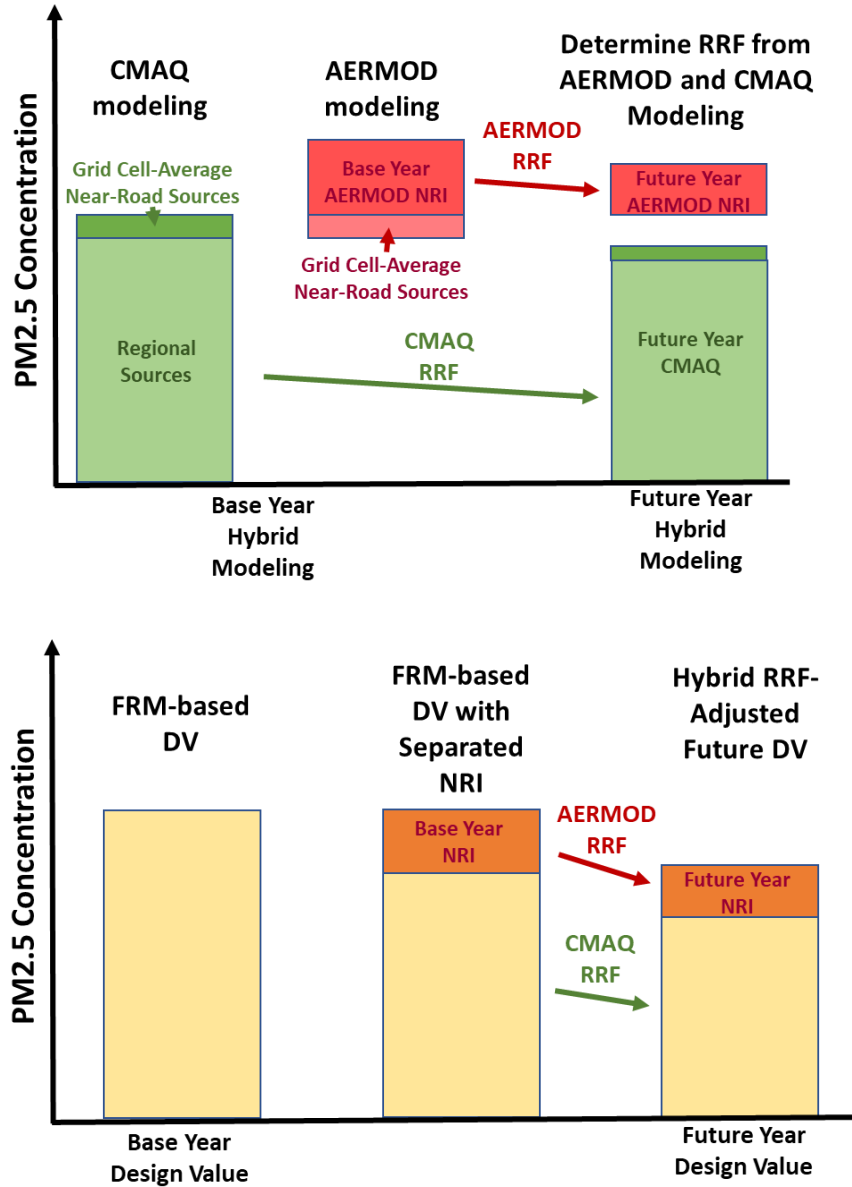 CMAQ
modeling
AERMOD
modeling
Determine RRF from
AERMOD and CMAQ
Modeling
Grid Cell-Average
Near-Road Sources
Base Year
AERMOD NRI
AERMOD
RRF
Future Year
AERMOD NRI
Grid Cell-Average
Near-Road Sources
Regional
Sources
CMAQ
RRF
Future Year
CMAQ
PM2.5 Concentration
Base Year
Hybrid
Modeling
Future Year
Hybrid
Modeling
FRM-based
DV
FRM-based
DV with
Separated
NRI
Hybrid RRF-
Adjusted
Future DV
Base Year
NRI
AERMOD
RRF
Future Year
NRI
CMAQ
RRF
PM2.5 Concentration
Base Year
Design Value
Future Year
Design Value